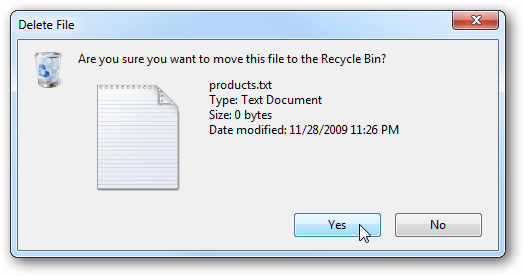 Delete File
Are you sure you want to move this file to the Recycle Bin?
products.txt
Type: Text Document
Size: 0 bytes
Date modified: 11/28/2009 11:26 PM
Yes
No